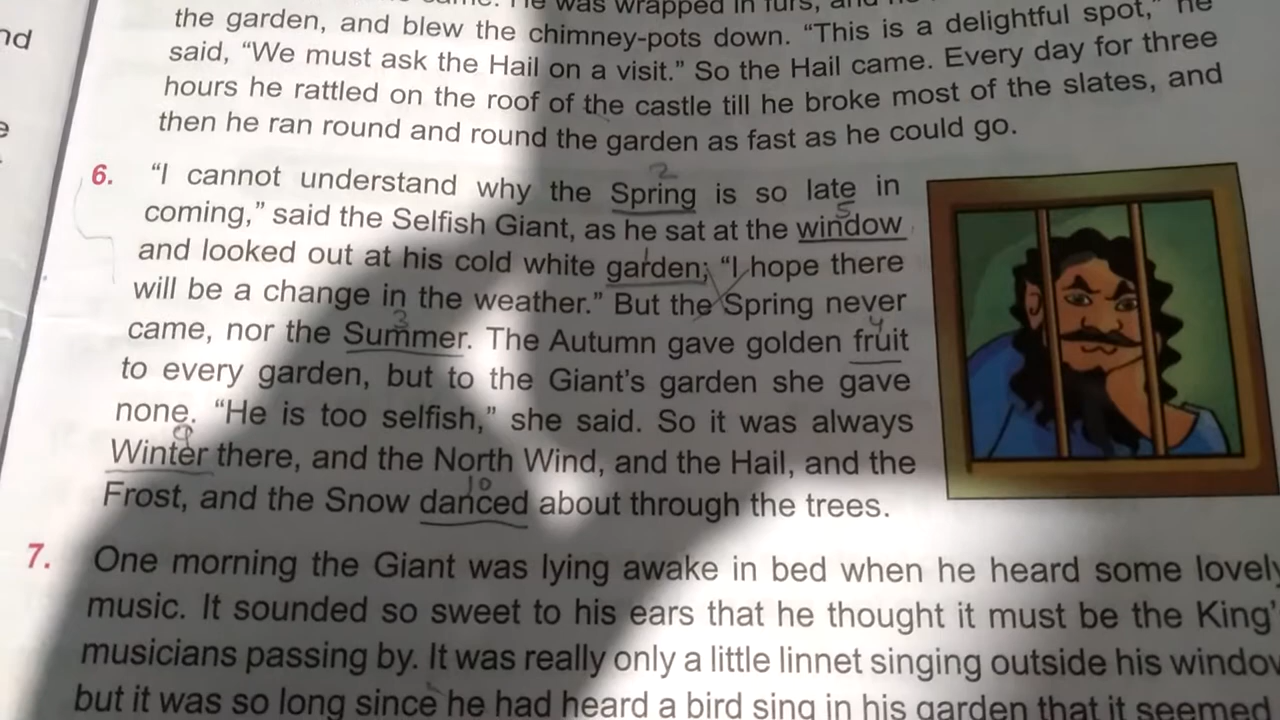 nd
the garden, and blew the chimney-pots down. “This is a delightful spot,” he
said, “We must ask the Hail on a visit.” So the Hail came. Every day for three
hours he rattled on the roof of the castle till he broke most of the slates, and
then he ran round and round the garden as fast as he could go.
6. “I cannot understand why the Spring is so late in
2
coming,” said the Selfish Giant, as he sat at the window
5
and looked out at his cold white garden; “I hope there
will be a change in the weather.” But the Spring never
came, nor the Summer. The Autumn gave golden fruit
3 4
to every garden, but to the Giant’s garden she gave
none. “He is too selfish,” she said. So it was always
Winter there, and the North Wind, and the Hail, and the
9
Frost, and the Snow danced about through the trees.
10
7. One morning the Giant was lying awake in bed when he heard some lovely
music. It sounded so sweet to his ears that he thought it must be the King’
musicians passing by. It was really only a little linnet singing outside his window
but it was so long since he had heard a bird sing in his garden that it seemed